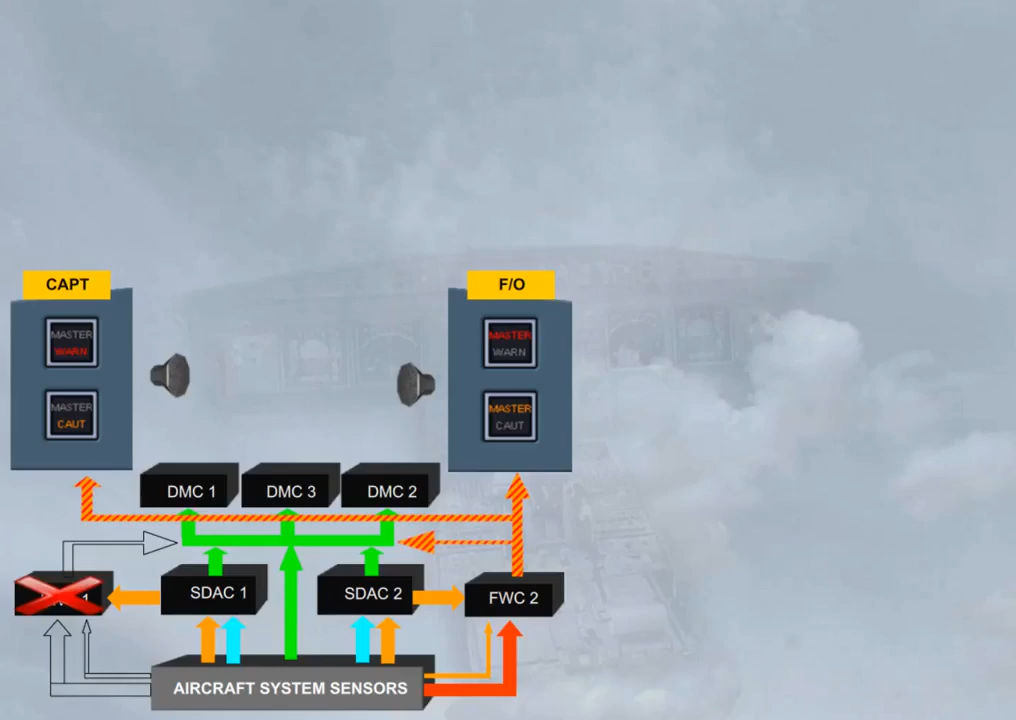 CAPT
F/O
MASTER
WARN
MASTER
WARN
MASTER
CAUT
MASTER
CAUT
DMC 1
DMC 3
DMC 2
1
SDAC 1
SDAC 2
FWC 2
AIRCRAFT SYSTEM SENSORS